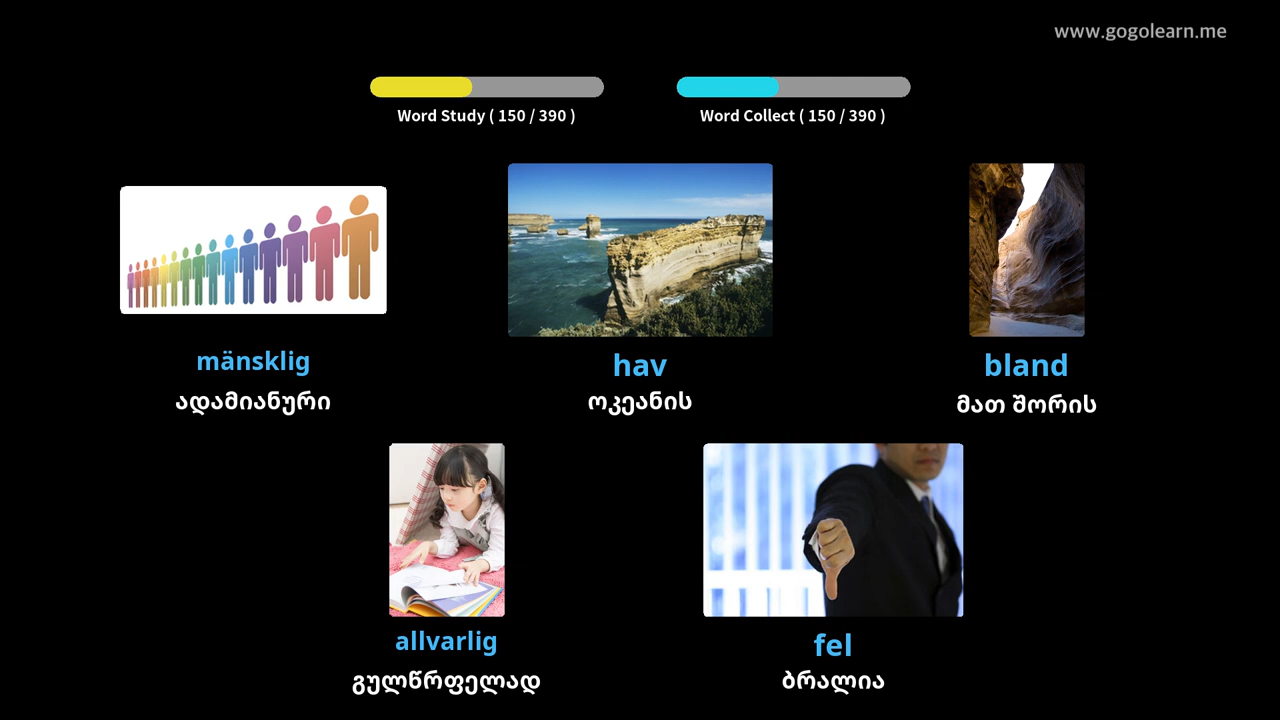 www.gogolearn.me
Word Study ( 150 / 390 )
Word Collect ( 150 / 390 )
mänsklig
ადამიანური
hav
ოკეანის
bland
მათ შორის
allvarlig
გულწრფელად
fel
ბრალია